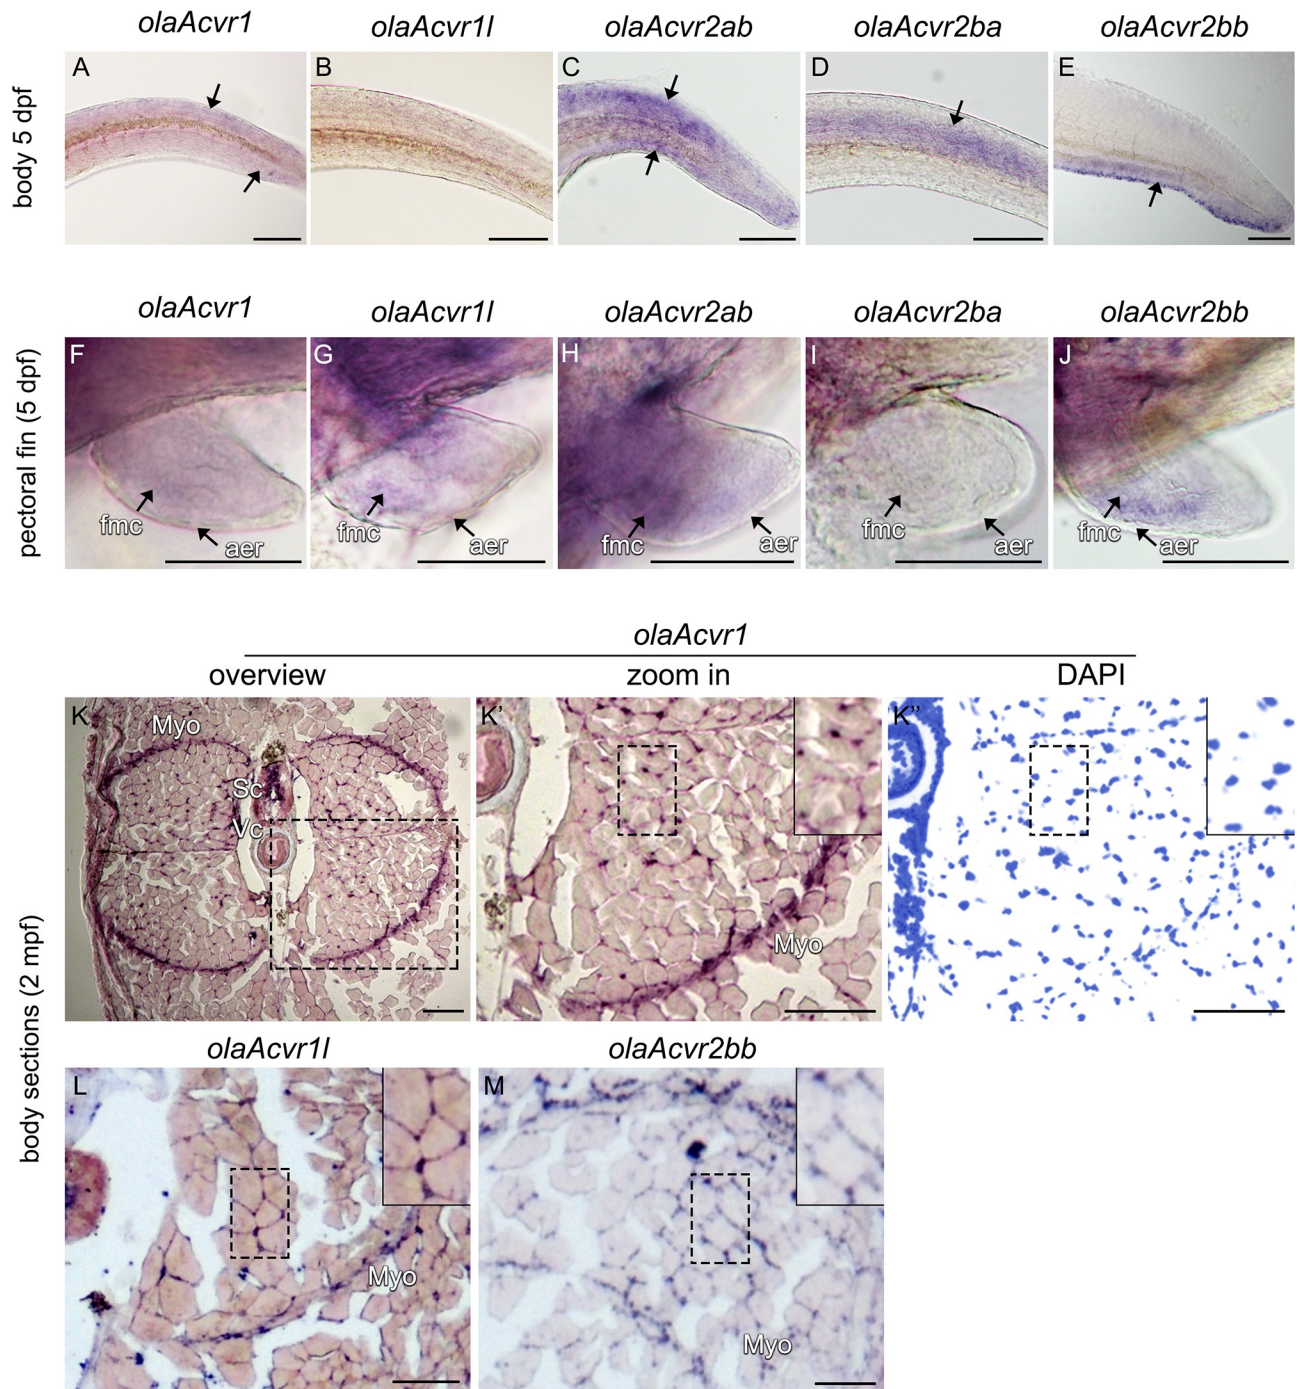 olaAcvr1 olaAcvr1l olaAcvr2ab olaAcvr2ba olaAcvr2bb
body 5 dpf
A B C D E
olaAcvr1 olaAcvr1l olaAcvr2ab olaAcvr2ba olaAcvr2bb
pectoral fin (5 dpf)
F G H I J
fmc aer fmc aer fmc aer fmc aer fmc aer
olaAcvr1
overview zoom in DAPI
body sections (2 mpf)
K K' K''
Myo
Sc
Vc
Myo
olaAcvr1l olaAcvr2bb
L M
Myo
Myo